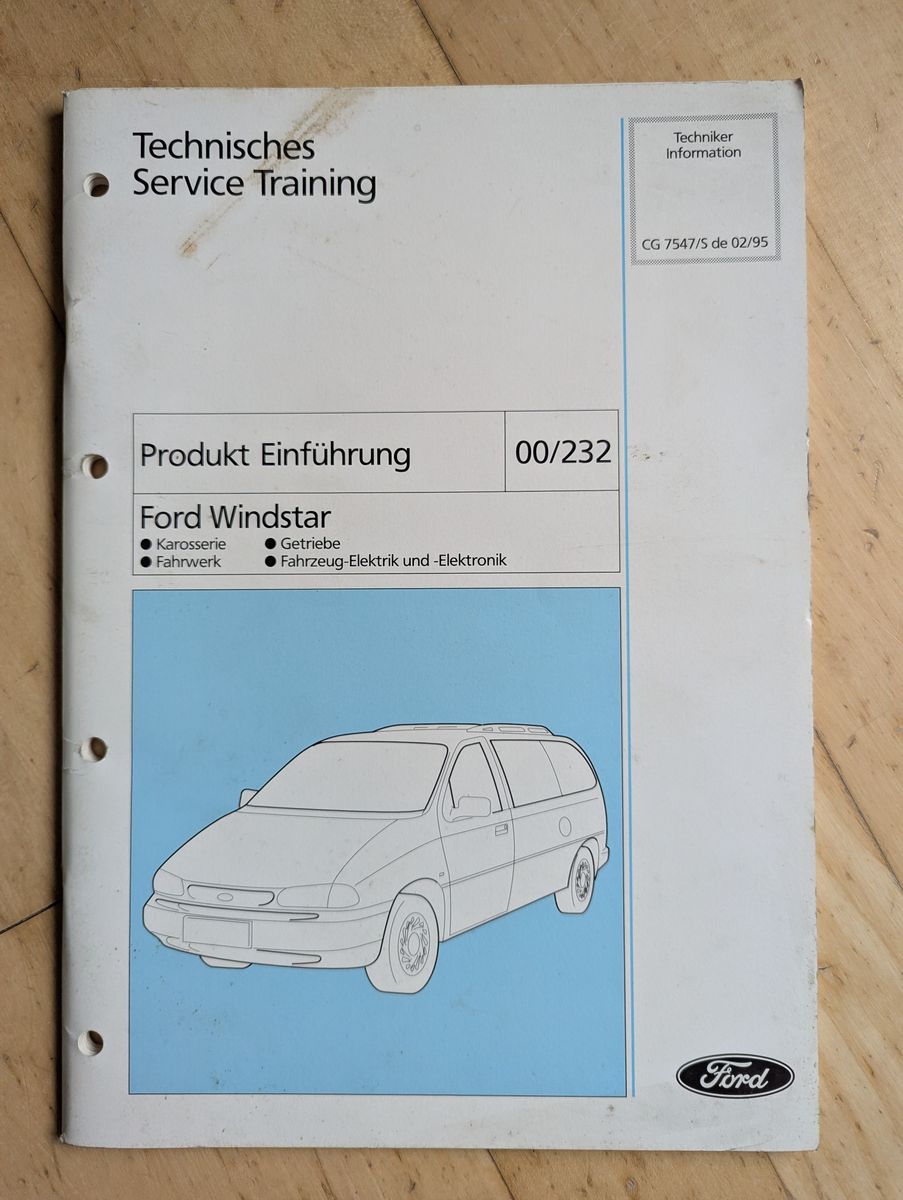 Technisches
Service Training
Techniker
Information
CG 7547/S de 02/95
Produkt Einführung
00/232
Ford Windstar
● Karosserie ● Getriebe
● Fahrwerk ● Fahrzeug-Elektrik und -Elektronik
Ford